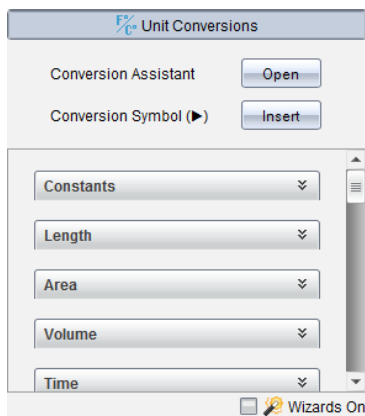 F°/C° Unit Conversions
Conversion Assistant Open
Conversion Symbol (►) Insert
Constants
Length
Area
Volume
Time
Wizards On